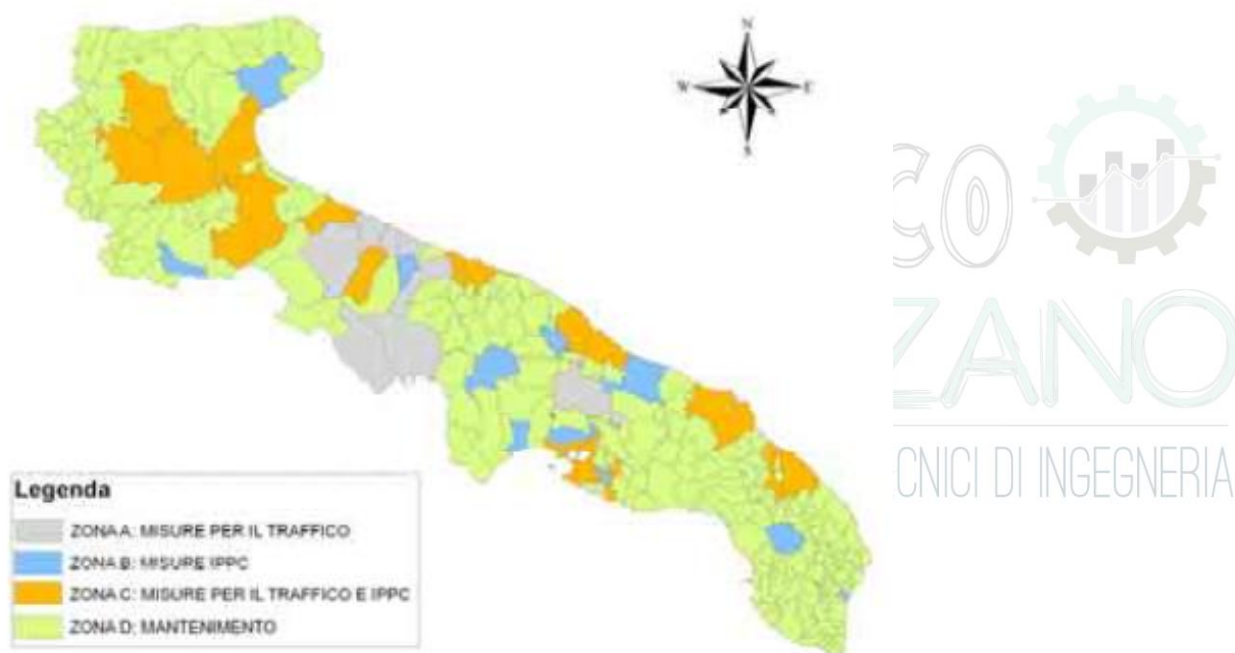 N
W E
S
CO
ZANO
CNICI DI INGEGNERIA
Legenda
ZONA A: MISURE PER IL TRAFFICO
ZONA B: MISURE IPPC
ZONA C: MISURE PER IL TRAFFICO E IPPC
ZONA D: MANTENIMENTO